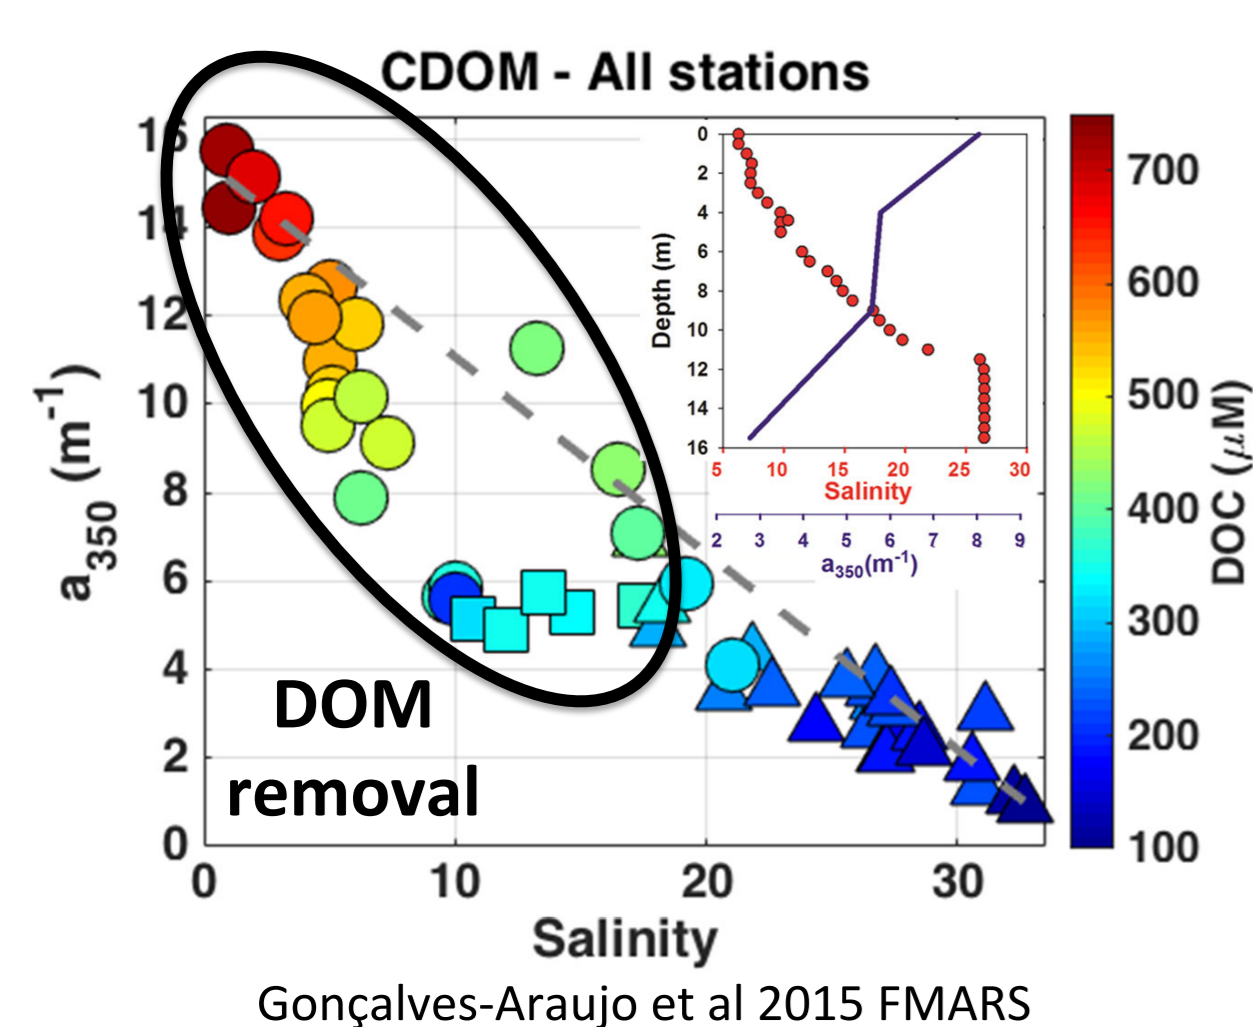 CDOM - All stations
16
14
12
10
8
6
4
2
0
a350 (m-1)
0 10 20 30
Salinity
DOM
removal
0
2
4
6
8
10
12
14
16
Depth (m)
5 10 15 20 25 30
Salinity
2 3 4 5 6 7 8 9
a350(m-1)
700
600
500
400
300
200
100
DOC (μM)
Gonçalves-Araujo et al 2015 FMARS